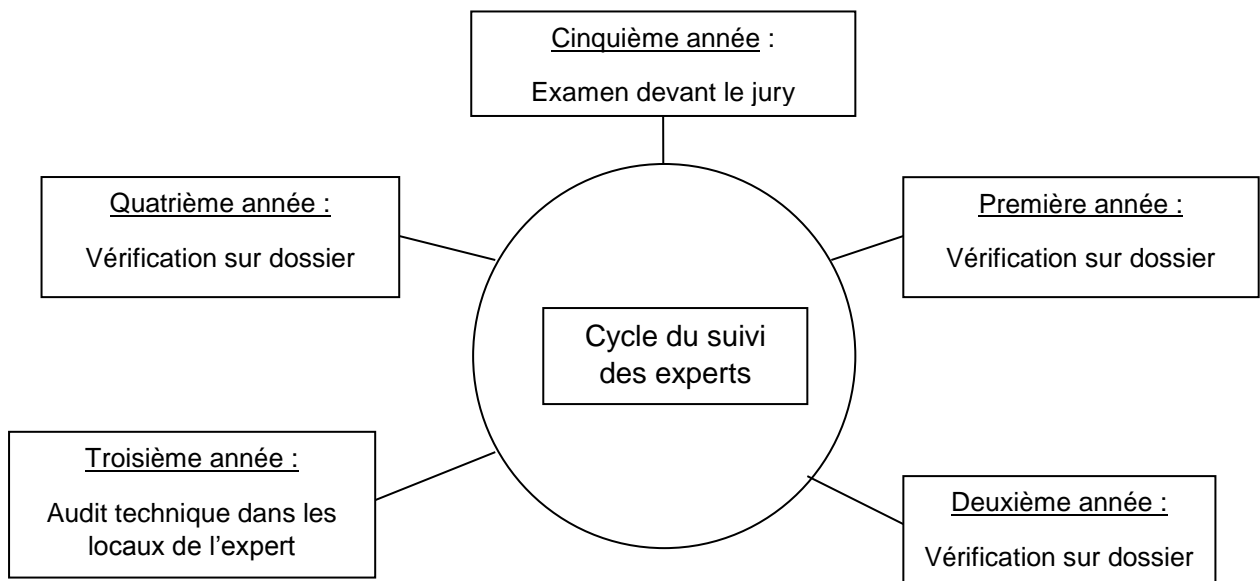 Cinquième année :
Examen devant le jury
Quatrième année :
Vérification sur dossier
Première année :
Vérification sur dossier
Cycle du suivi
des experts
Troisième année :
Audit technique dans les
locaux de l’expert
Deuxième année :
Vérification sur dossier